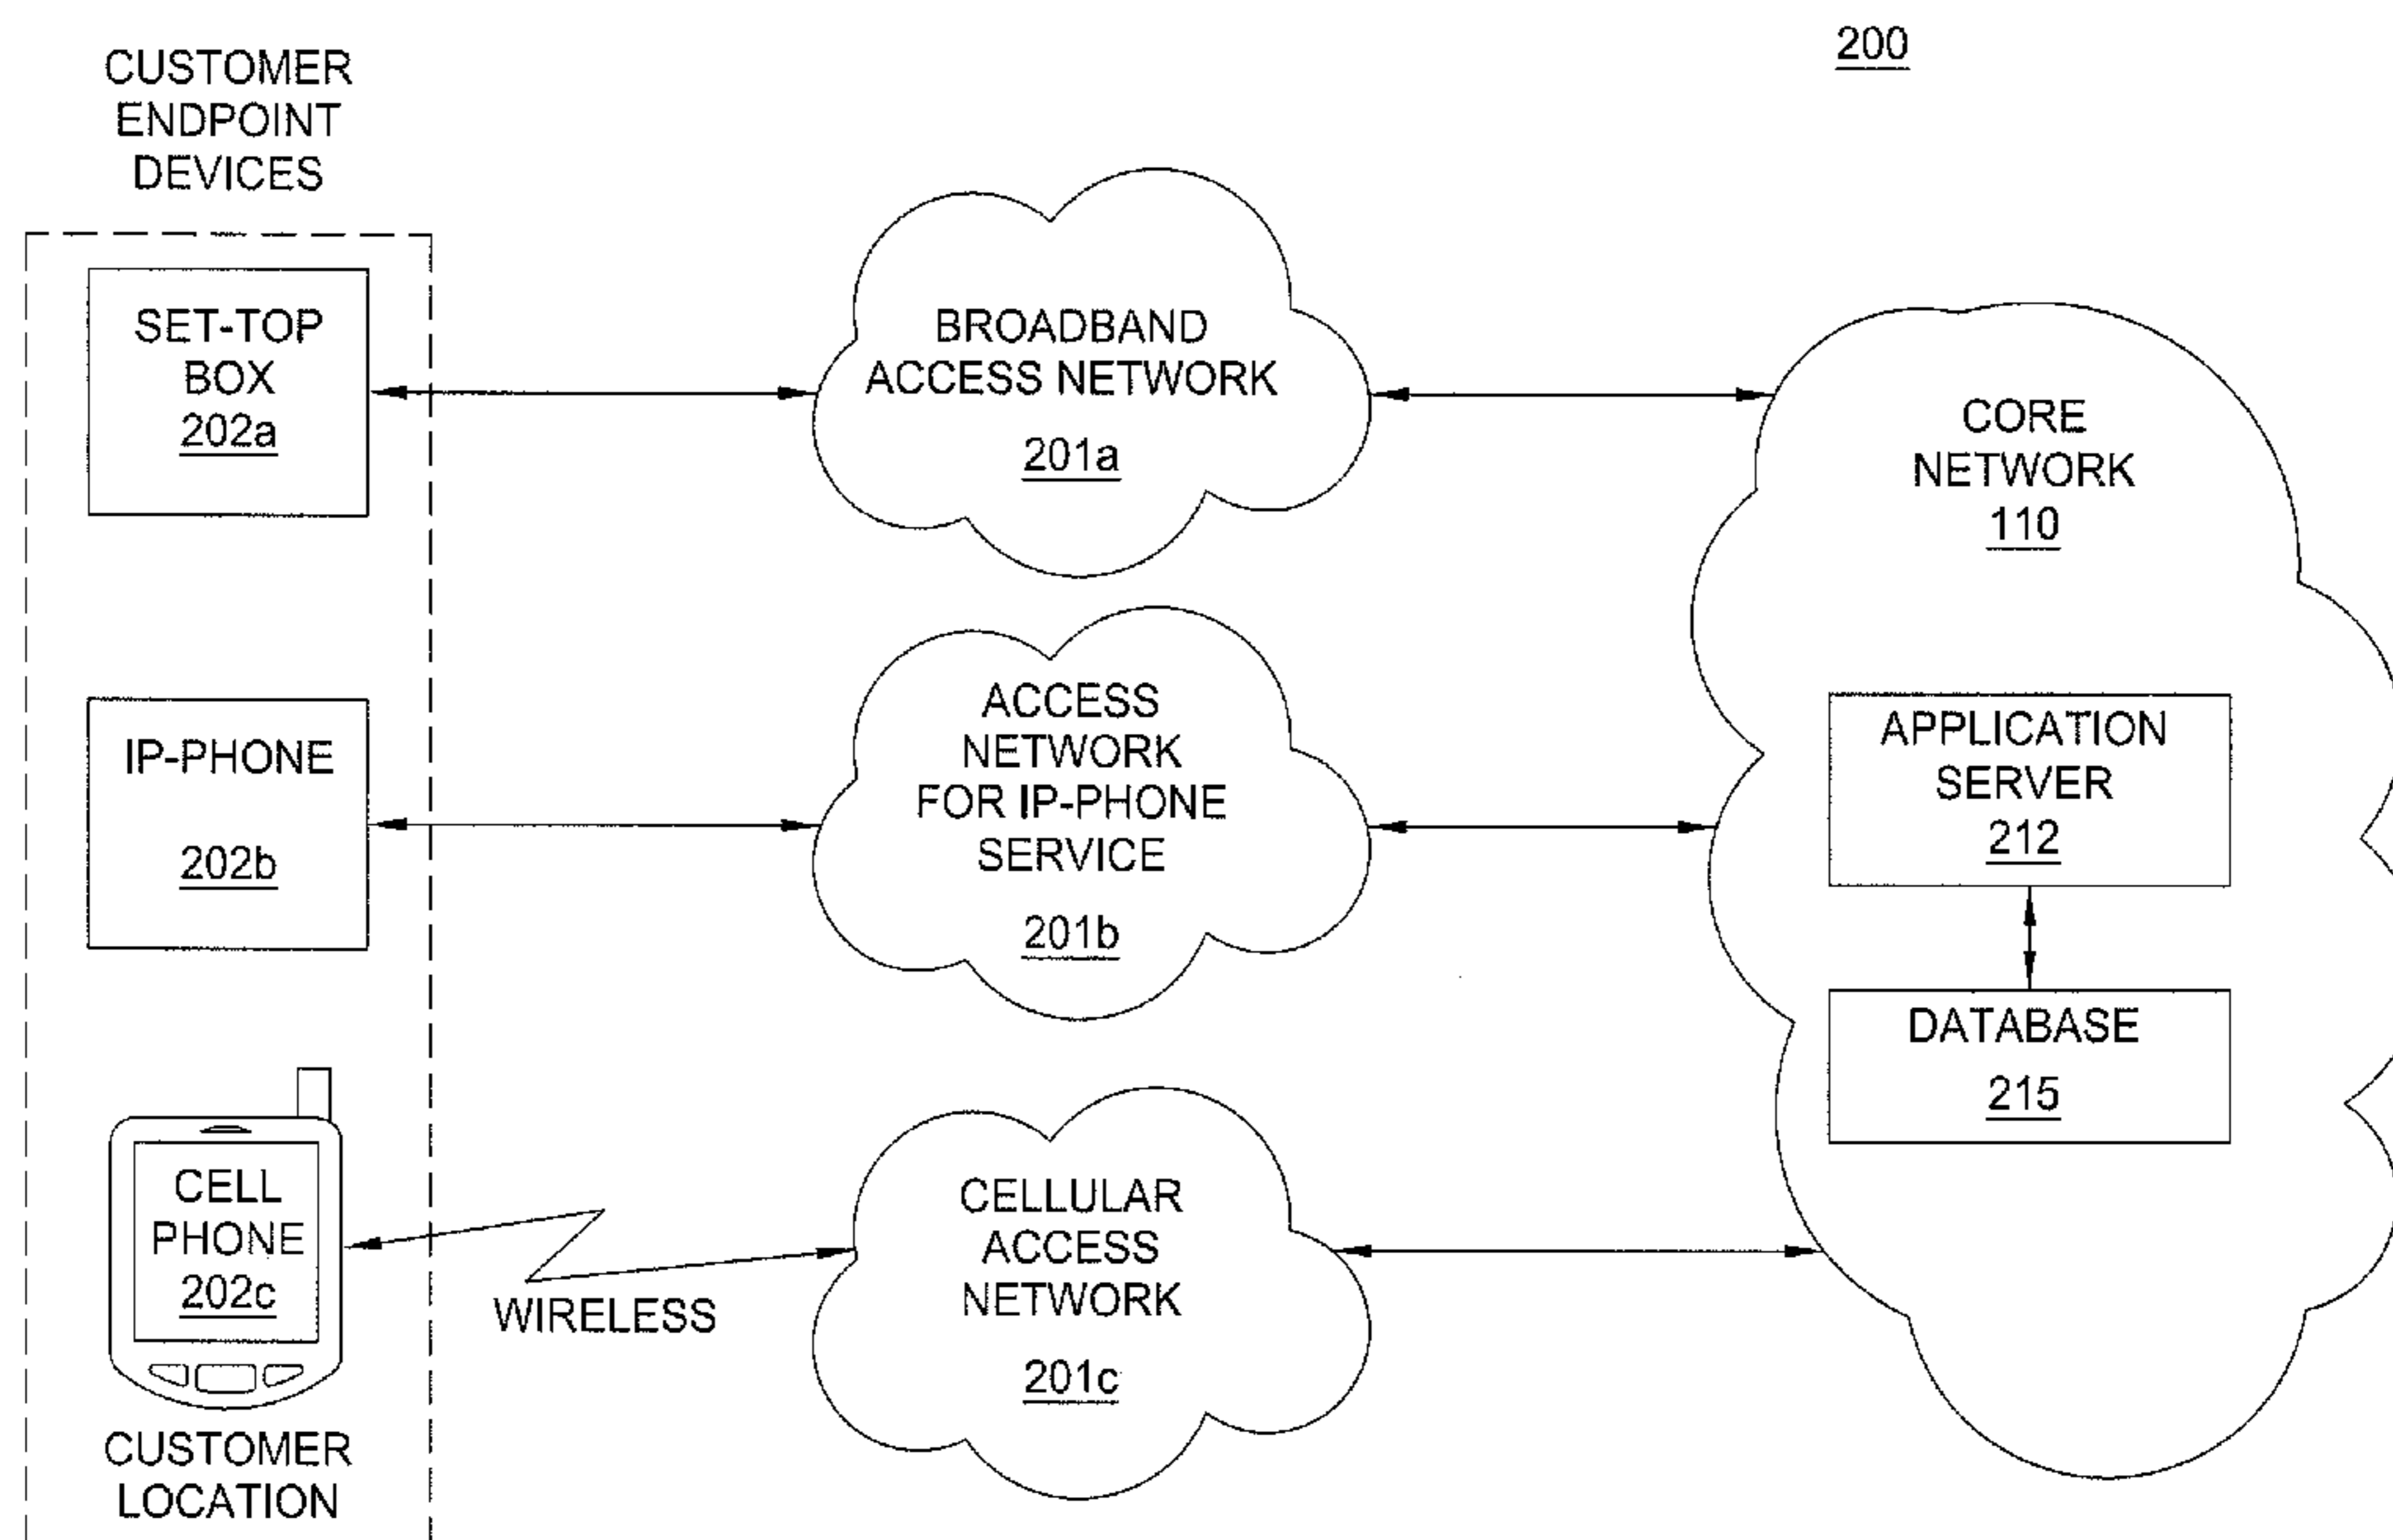 200
CUSTOMER
ENDPOINT
DEVICES
SET-TOP
BOX
202a
BROADBAND
ACCESS NETWORK
201a
CORE
NETWORK
110
IP-PHONE
202b
ACCESS
NETWORK
FOR IP-PHONE
SERVICE
201b
APPLICATION
SERVER
212
DATABASE
215
CELL
PHONE
202c
WIRELESS
CELLULAR
ACCESS
NETWORK
201c
CUSTOMER
LOCATION